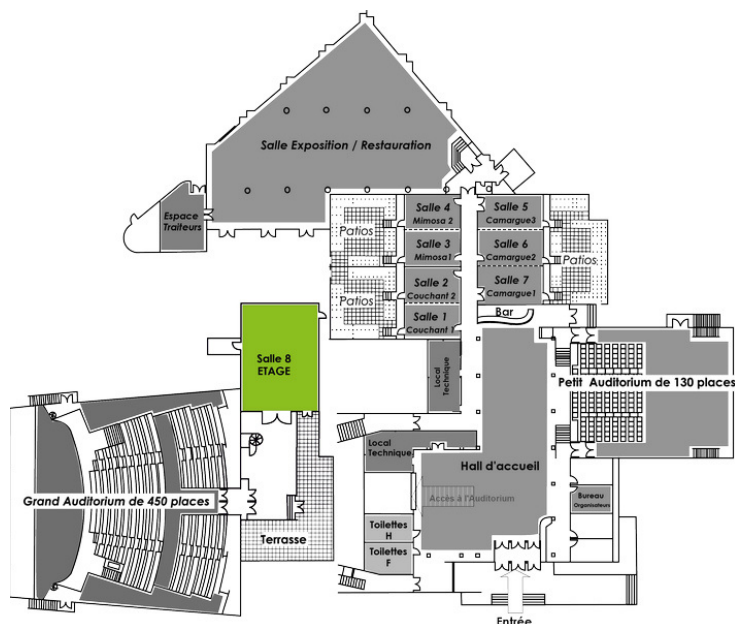 Salle Exposition / Restauration
Espace
Traiteurs
Patios
Salle 4
Mimosa 2
Salle 5
Camargue3
Salle 3
Mimosa1
Salle 6
Camargue2
Patios
Patios
Salle 2
Couchant 2
Salle 7
Camargue1
Salle 1
Couchant 1
Bar
Salle 8
ETAGE
Local
Technique
Petit Auditorium de 130 places
Local
Technique
Hall d'accueil
Grand Auditorium de 450 places
Accès à l'Auditorium
Bureau
Organisateurs
Toilettes
H
Terrasse
Toilettes
F
Entrée